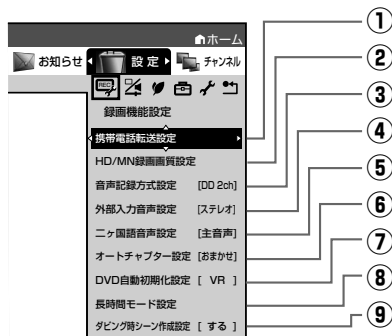 ホーム
お知らせ 設定 チャンネル
REC
録画機能設定
携帯電話転送設定
HD/MN録画画質設定
音声記録方式設定 [DD 2ch]
外部入力音声設定 [ステレオ]
二ヶ国語音声設定 [主音声]
オートチャプター設定 [おまかせ]
DVD自動初期化設定 [ VR ]
長時間モード設定
ダビング時シーン作成設定 [ する ]
①
②
③
④
⑤
⑥
⑦
⑧
⑨